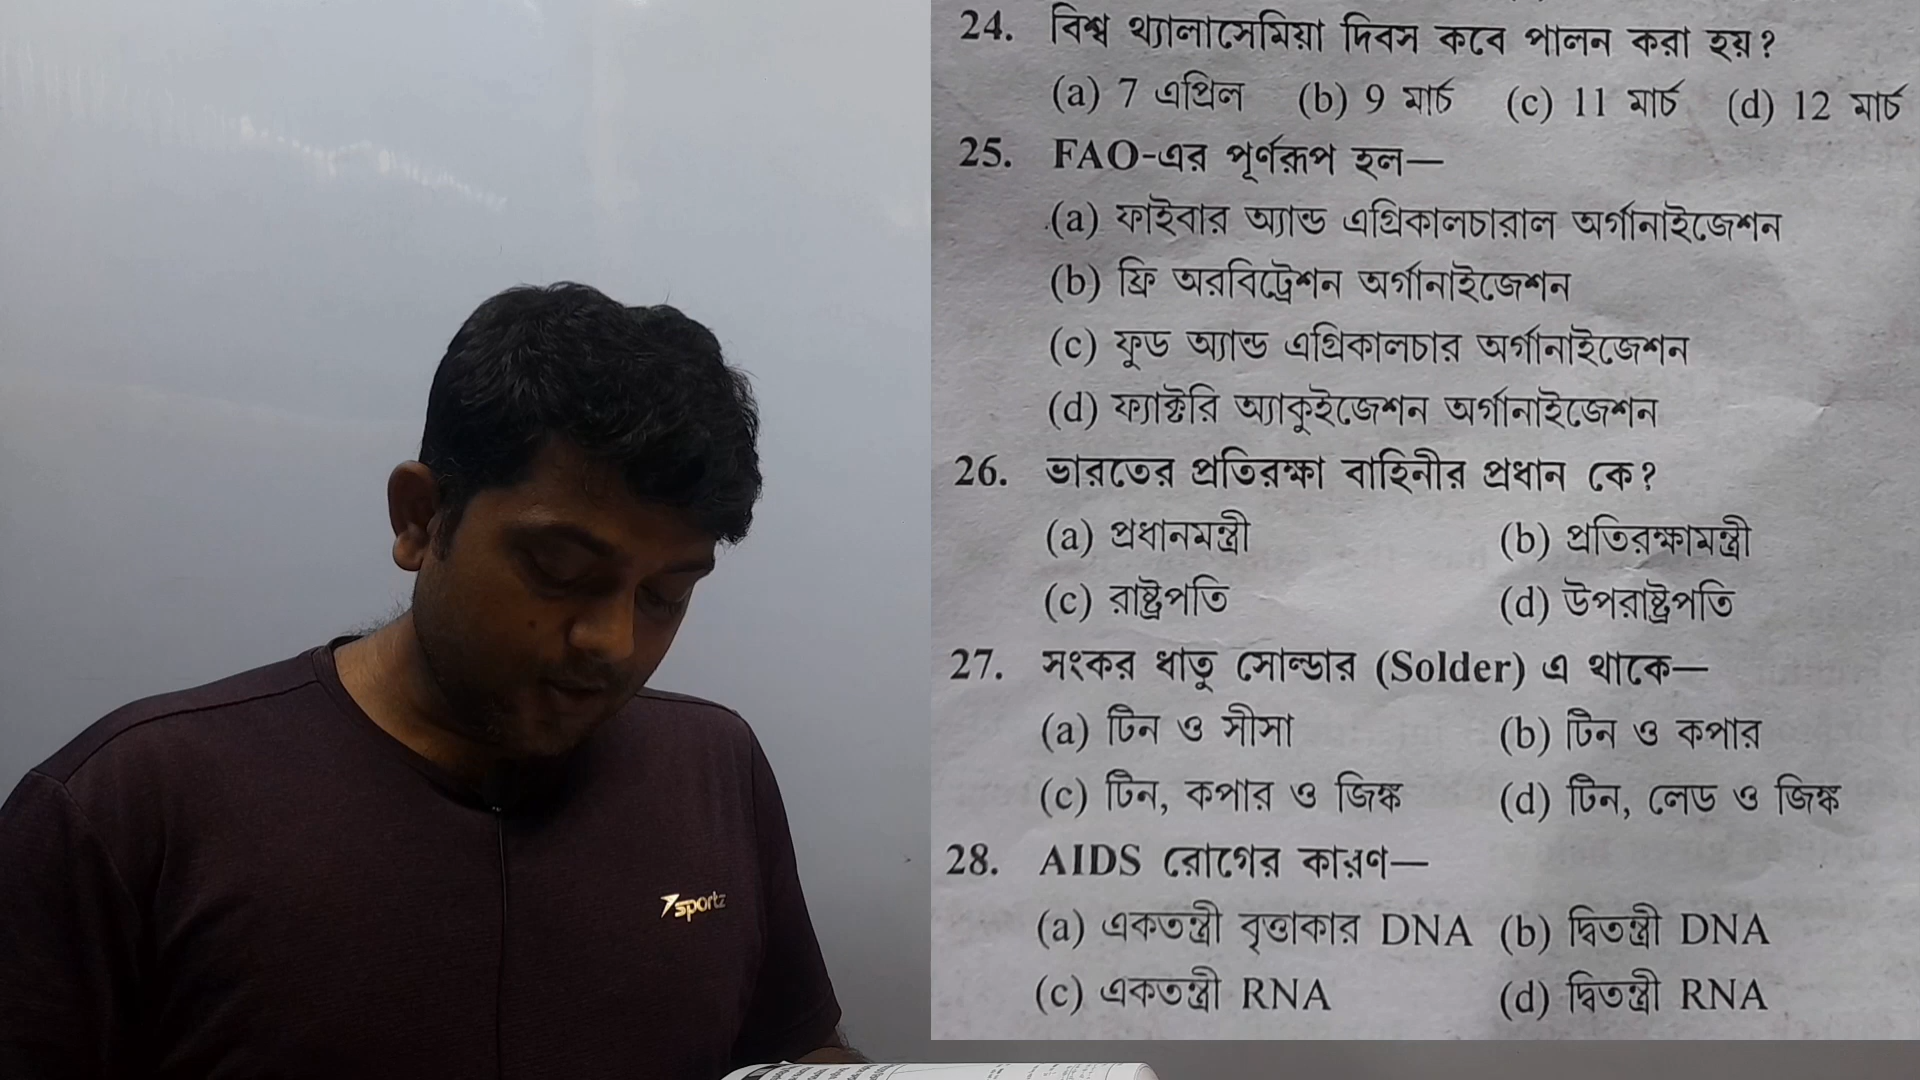 24. বিশ্ব থ্যালাসেমিয়া দিবস কবে পালন করা হয়?
(a) 7 এপ্রিল (b) 9 মার্চ (c) 11 মার্চ (d) 12 মার্চ
25. FAO-এর পূর্ণরূপ হল—
(a) ফাইবার অ্যান্ড এগ্রিকালচারাল অর্গানাইজেশন
(b) ফ্রি অরবিট্রেশন অর্গানাইজেশন
(c) ফুড অ্যান্ড এগ্রিকালচার অর্গানাইজেশন
(d) ফ্যাক্টরি অ্যাকুইজেশন অর্গানাইজেশন
26. ভারতের প্রতিরক্ষা বাহিনীর প্রধান কে?
(a) প্রধানমন্ত্রী (b) প্রতিরক্ষামন্ত্রী
(c) রাষ্ট্রপতি (d) উপরাষ্ট্রপতি
27. সংকর ধাতু সোল্ডার (Solder) এ থাকে—
(a) টিন ও সীসা (b) টিন ও কপার
(c) টিন, কপার ও জিঙ্ক (d) টিন, লেড ও জিঙ্ক
28. AIDS রোগের কারণ—
(a) একতন্ত্রী বৃত্তাকার DNA (b) দ্বিতন্ত্রী DNA
(c) একতন্ত্রী RNA (d) দ্বিতন্ত্রী RNA
7sportz